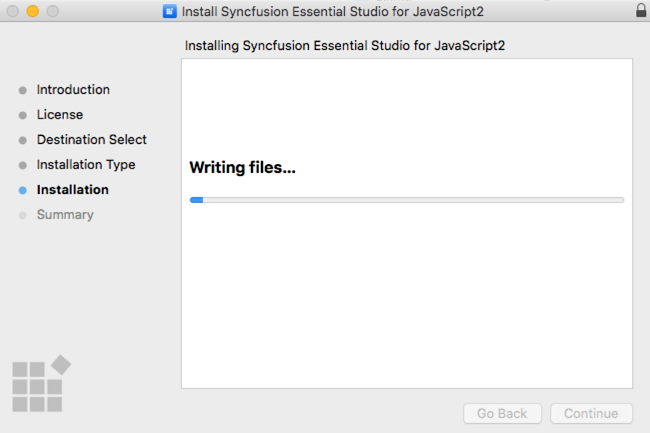 Install Syncfusion Essential Studio for JavaScript2
Installing Syncfusion Essential Studio for JavaScript2
Introduction
License
Destination Select
Installation Type
Installation
Summary
Writing files...
Go Back
Continue